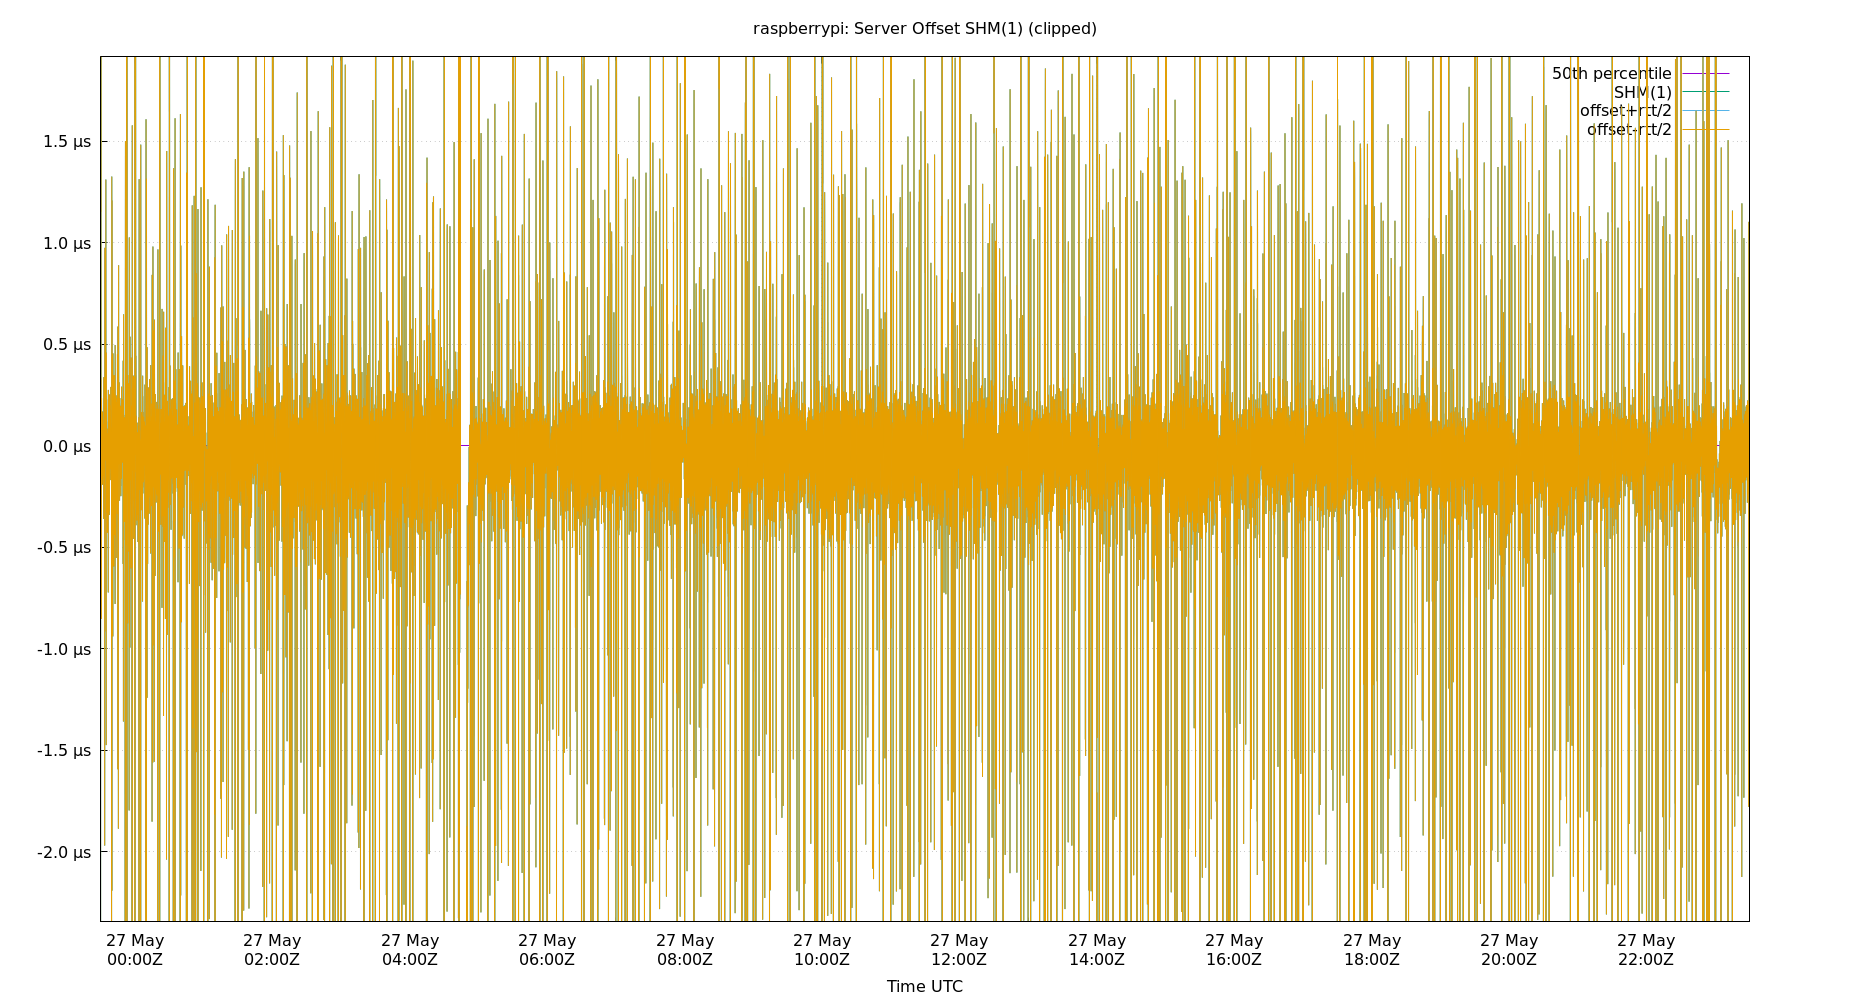 raspberrypi: Server Offset SHM(1) (clipped)
50th percentile
SHM(1)
offset+rtt/2
offset-rtt/2
1.5 µs
1.0 µs
0.5 µs
0.0 µs
-0.5 µs
-1.0 µs
-1.5 µs
-2.0 µs
27 May 27 May 27 May 27 May 27 May 27 May 27 May 27 May 27 May 27 May 27 May 27 May
00:00Z 02:00Z 04:00Z 06:00Z 08:00Z 10:00Z 12:00Z 14:00Z 16:00Z 18:00Z 20:00Z 22:00Z
Time UTC